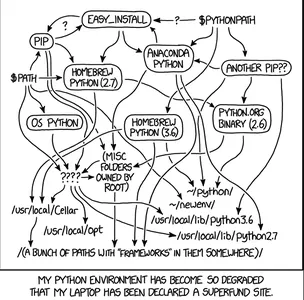 EASY_INSTALL
?
$PYTHONPATH
?
PIP
ANACONDA
PYTHON
ANOTHER PIP??
HOMEBREW
PYTHON (2.7)
$PATH
OS PYTHON
HOMEBREW
PYTHON (3.6)
PYTHON.ORG
BINARY (2.6)
????
(MISC
FOLDERS
OWNED BY
ROOT)
~/python/
~/newenv/
/usr/local/Cellar
/usr/local/opt
/usr/local/lib/python3.6
/usr/local/lib/python2.7
/(A BUNCH OF PATHS WITH "FRAMEWORKS" IN THEM SOMEWHERE)/
MY PYTHON ENVIRONMENT HAS BECOME SO DEGRADED
THAT MY LAPTOP HAS BEEN DECLARED A SUPERFUND SITE.